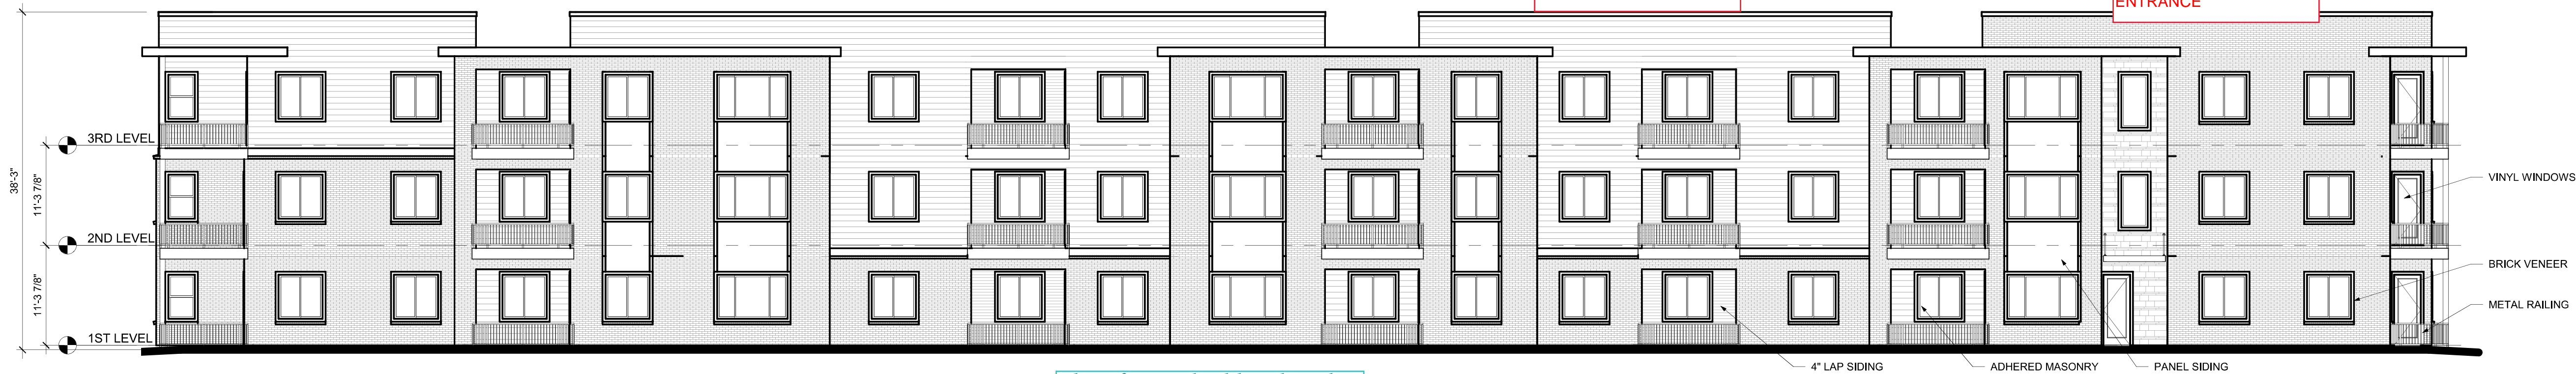 ENTRANCE
38'-3"
3RD LEVEL
11'-3 7/8"
2ND LEVEL
11'-3 7/8"
1ST LEVEL
VINYL WINDOWS
BRICK VENEER
METAL RAILING
4" LAP SIDING
ADHERED MASONRY
PANEL SIDING